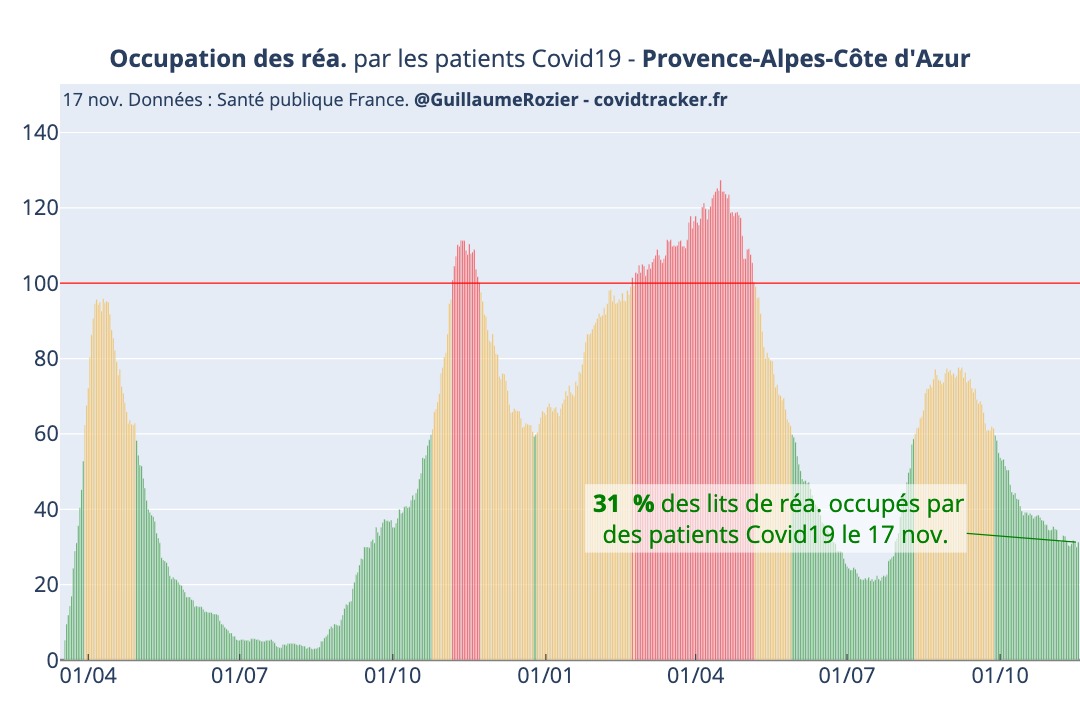 Occupation des réa. par les patients Covid19 - Provence-Alpes-Côte d'Azur
17 nov. Données : Santé publique France. @GuillaumeRozier - covidtracker.fr
140
120
100
80
60
40
20
0
31 % des lits de réa. occupés par
des patients Covid19 le 17 nov.
01/04 01/07 01/10 01/01 01/04 01/07 01/10